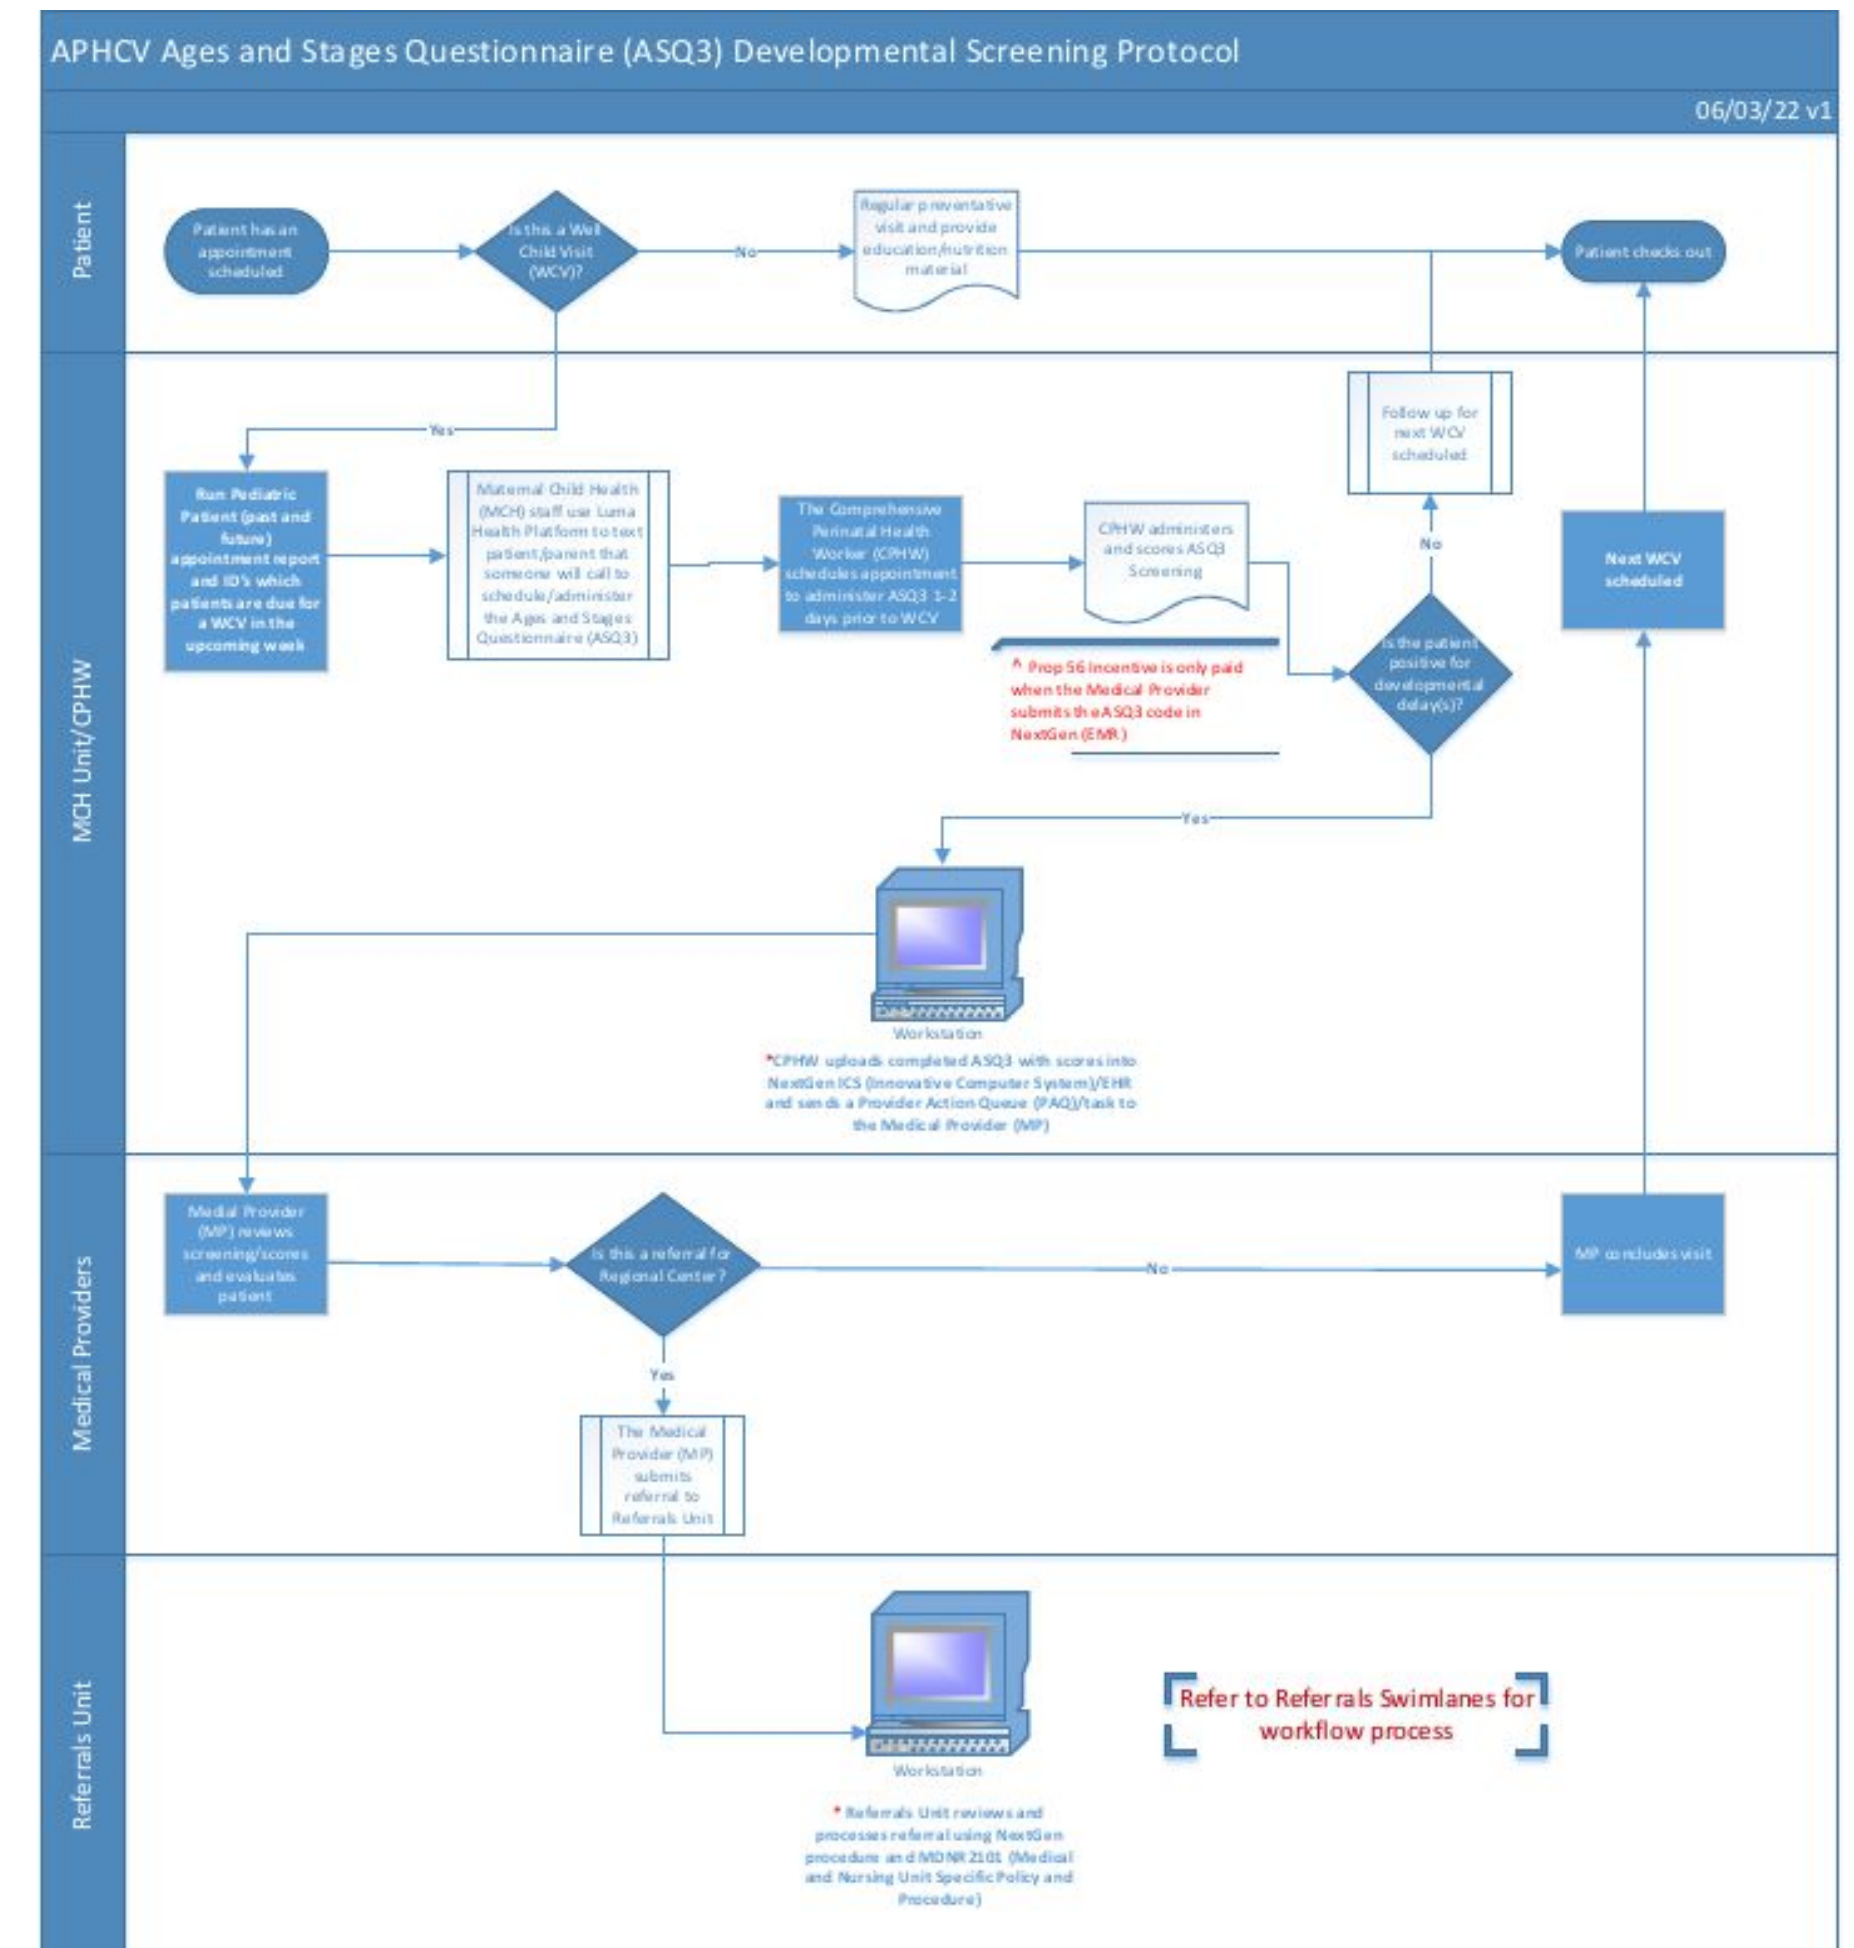 APHCV Ages and Stages Questionnaire (ASQ3) Developmental Screening Protocol
06/03/22 v1
Patient
Patient has an
appointment
scheduled
Is this a Well
Child Visit
(WCV)?
No
Regular preventative
visit and provide
education/nutrition
material
Patient checks out
MCH Unit/CPHW
Yes
Run Pediatric
Patient (past and
future)
appointment report
and ID's which
patients are due for
a WCV in the
upcoming week
Maternal Child Health
(MCH) staff use Luma
Health Platform to text
patient/parent that
someone will call to
schedule/administer
the Ages and Stages
Questionnaire (ASQ3)
The Comprehensive
Perinatal Health
Worker (CPHW)
schedules appointment
to administer ASQ3 1-2
days prior to WCV
CPHW administers
and scores ASQ3
Screening
^ Prop 56 Incentive is only paid
when the Medical Provider
submits the ASQ3 code in
NextGen (EMR)
Follow up for
next WCV
scheduled
No
Is the patient
positive for
developmental
delay(s)?
Yes
Next WCV
scheduled
Workstation
*CPHW uploads completed ASQ3 with scores into
NextGen ICS (Innovative Computer System)/EHR
and sends a Provider Action Queue (PAQ)/task to
the Medical Provider (MP)
Medical Providers
Medial Provider
(MP) reviews
screening/scores
and evaluates
patient
Is this a referral for
Regional Center?
No
MP concludes visit
Yes
The Medical
Provider (MP)
submits
referral to
Referrals Unit
Referrals Unit
Workstation
* Referrals Unit reviews and
processes referral using NextGen
procedure and MDNR2101 (Medical
and Nursing Unit Specific Policy and
Procedure)
Refer to Referrals Swimlanes for
workflow process